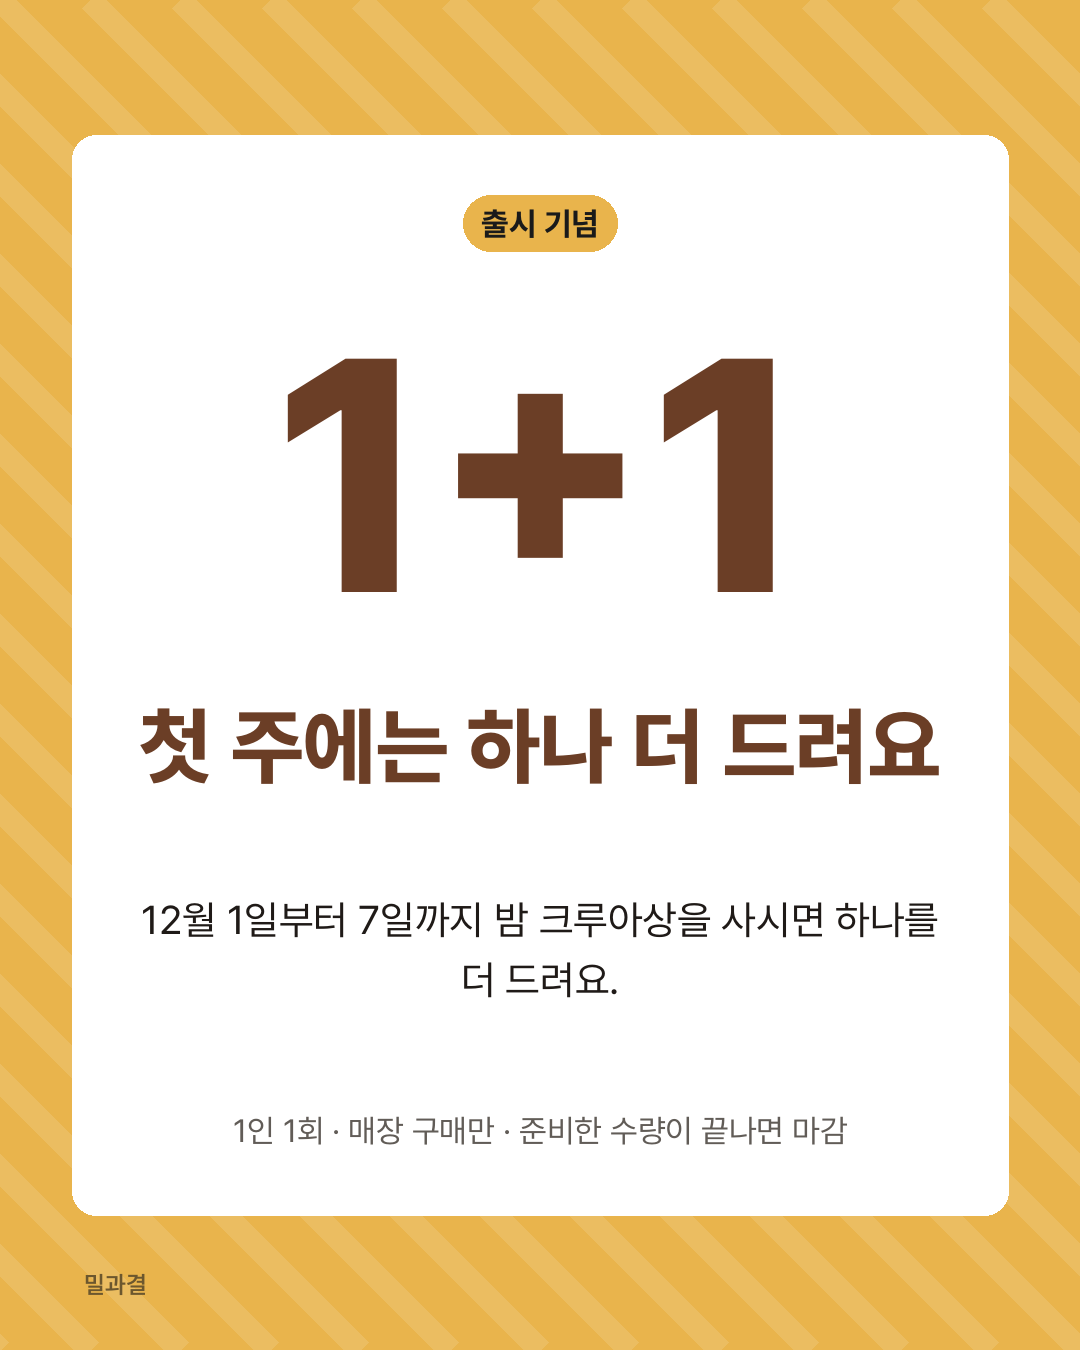 출시 기념
1+1
첫 주에는 하나 더 드려요
12월 1일부터 7일까지 밤 크루아상을 사시면 하나를
더 드려요.
1인 1회 · 매장 구매만 · 준비한 수량이 끝나면 마감
밀과결